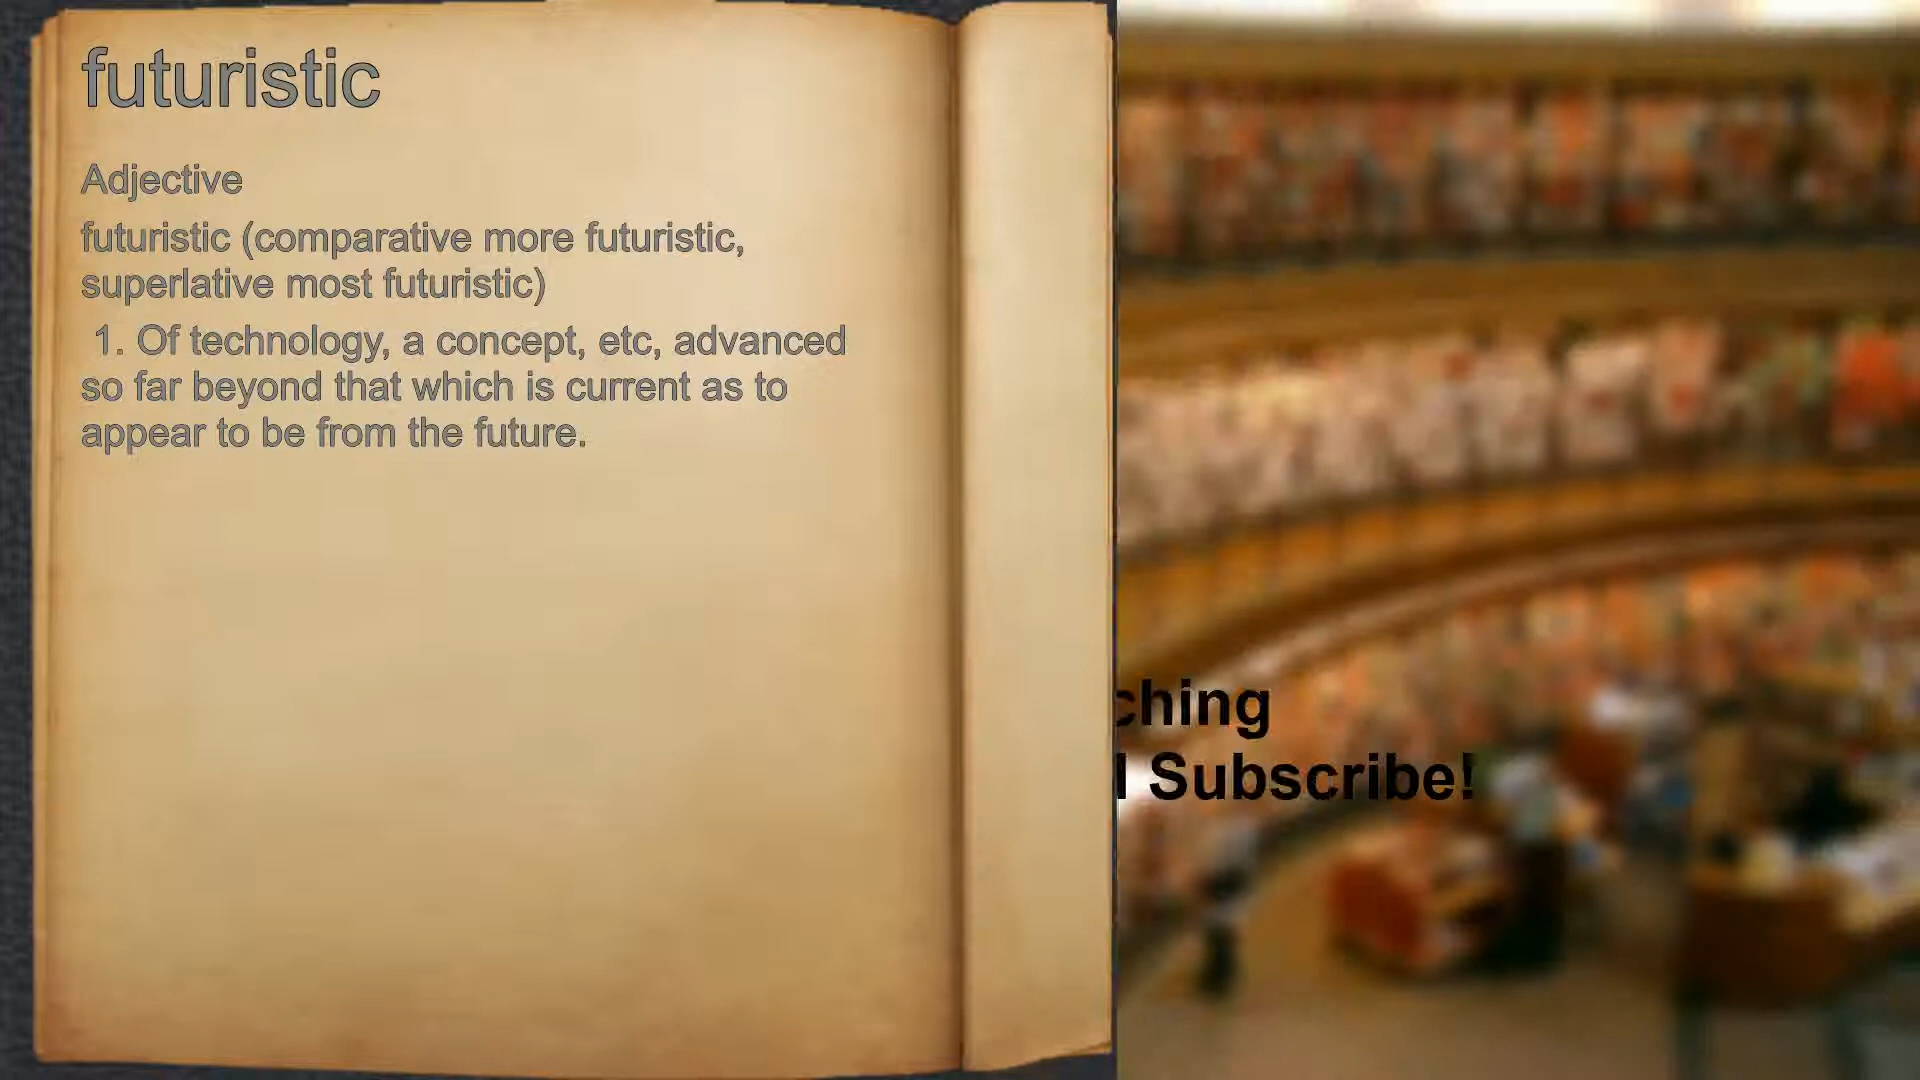 futuristic
Adjective
futuristic (comparative more futuristic,
superlative most futuristic)
1. Of technology, a concept, etc, advanced
so far beyond that which is current as to
appear to be from the future.
ching
Subscribe!